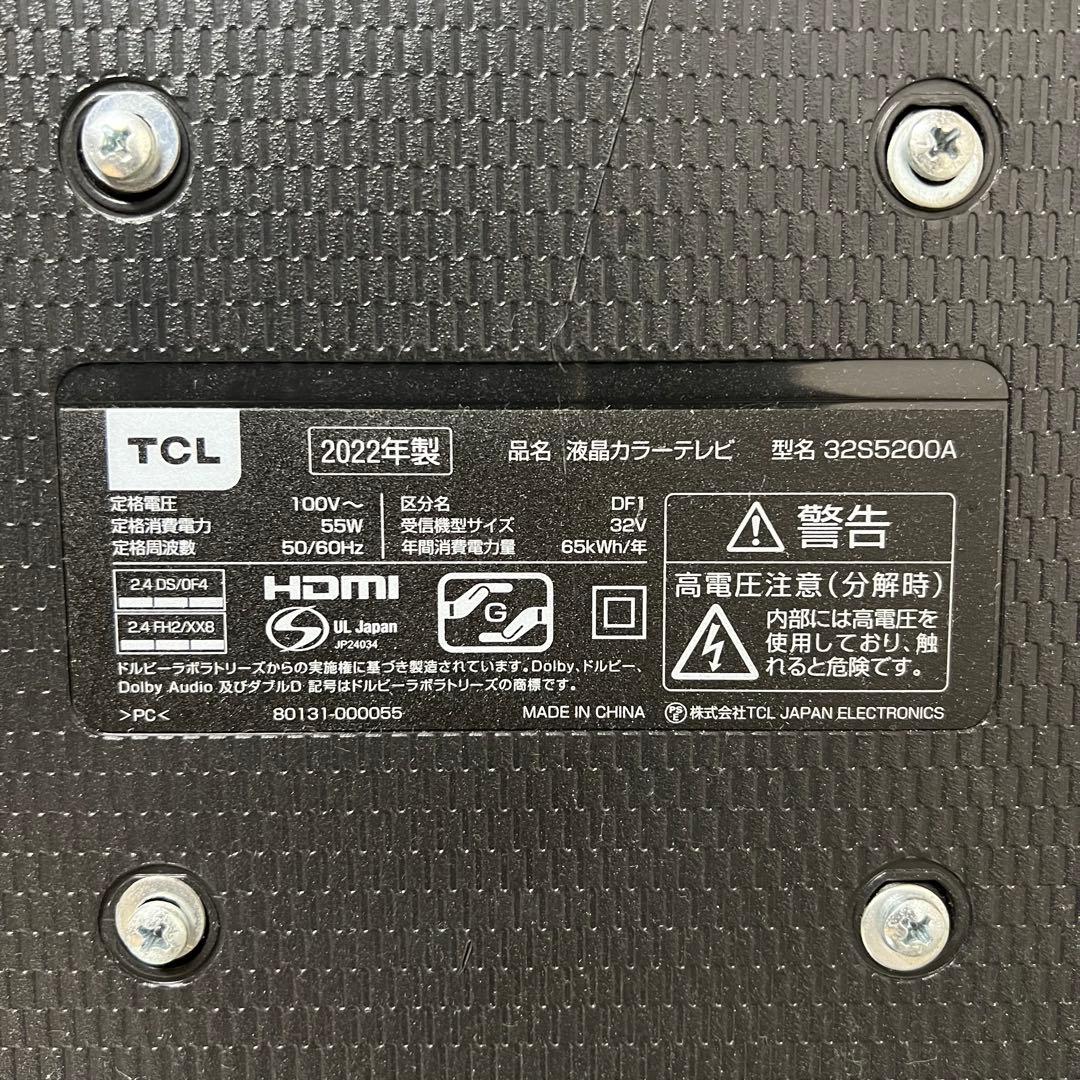 TCL 2022年製 品名 液晶カラーテレビ 型名 32S5200A
定格電圧 100V～ 区分名 DF1
定格消費電力 55W 受信機型サイズ 32V
定格周波数 50/60Hz 年間消費電力量 65kWh/年
警告
高電圧注意(分解時)
内部には高電圧を
使用しており、触
れると危険です。
2.4 DS/0F4
2.4 FH2/XX8
HDMI
S UL Japan
JP24034
G
ドルビーラボラトリーズからの実施権に基づき製造されています。Dolby、ドルビー、
Dolby Audio 及びダブルD 記号はドルビーラボラトリーズの商標です。
>PC< 80131-000055 MADE IN CHINA PSE 株式会社TCL JAPAN ELECTRONICS